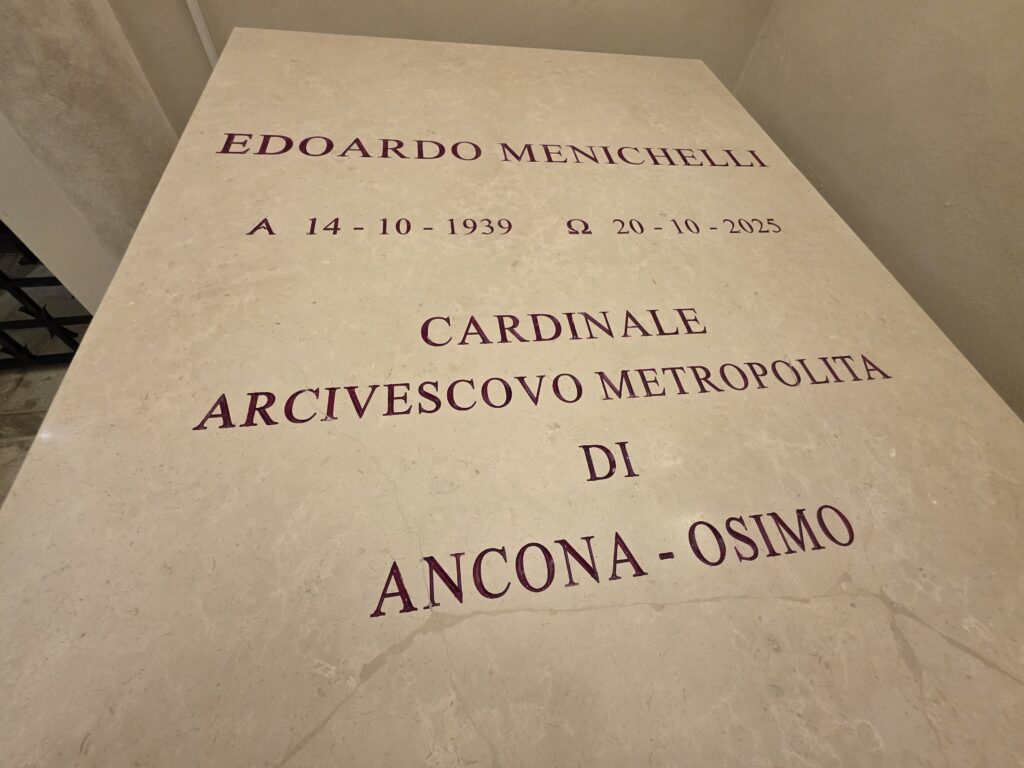 EDOARDO MENICHELLI
A 14 - 10 - 1939 Ω 20 - 10 - 2025
CARDINALE
ARCIVESCOVO METROPOLITA
DI
ANCONA - OSIMO